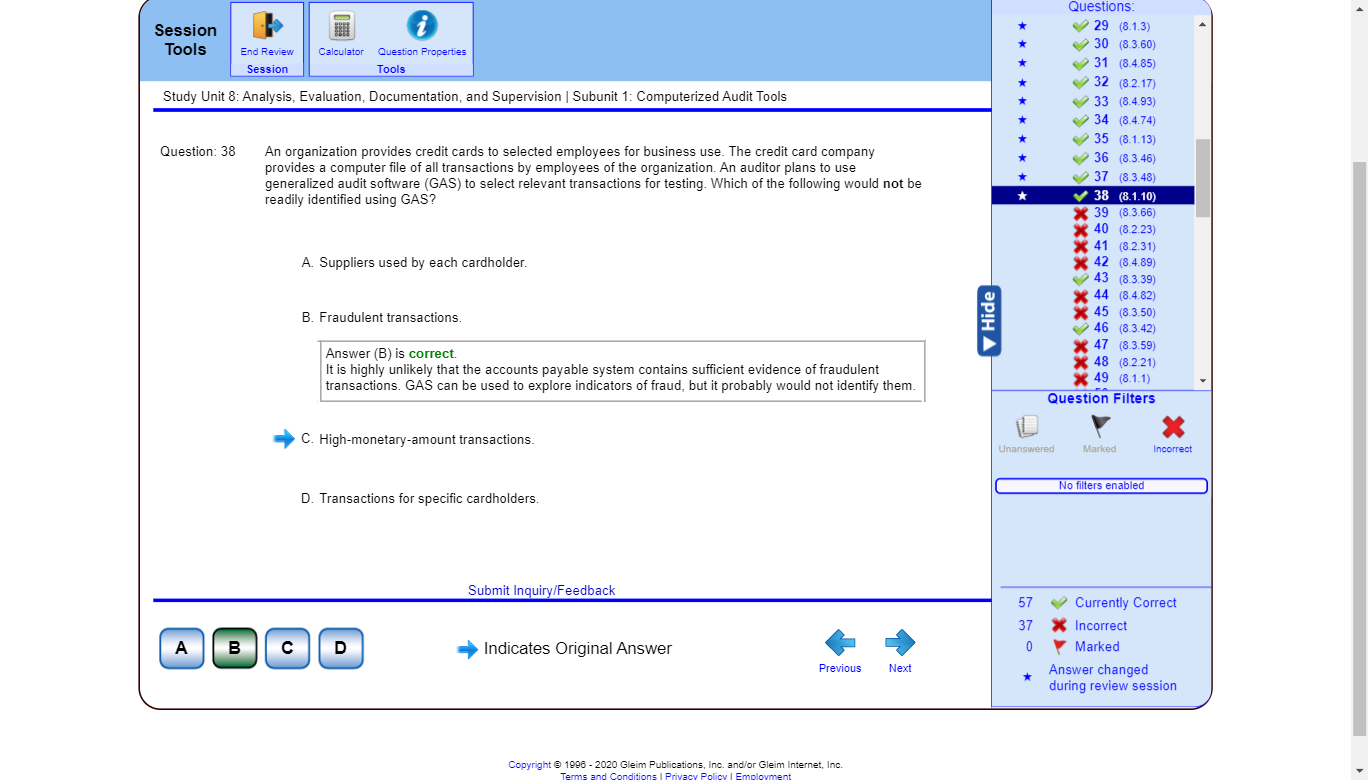 Session
Tools
End Review
Session
Calculator
Question Properties
Tools
Study Unit 8: Analysis, Evaluation, Documentation, and Supervision | Subunit 1: Computerized Audit Tools
Question: 38
An organization provides credit cards to selected employees for business use. The credit card company
provides a computer file of all transactions by employees of the organization. An auditor plans to use
generalized audit software (GAS) to select relevant transactions for testing. Which of the following would not be
readily identified using GAS?
A. Suppliers used by each cardholder.
B. Fraudulent transactions.
Answer (B) is correct.
It is highly unlikely that the accounts payable system contains sufficient evidence of fraudulent
transactions. GAS can be used to explore indicators of fraud, but it probably would not identify them.
C. High-monetary-amount transactions.
D. Transactions for specific cardholders.
Submit Inquiry/Feedback
A
B
C
D
Indicates Original Answer
Previous
Next
Hide
Questions:
29 (8.1.3)
30 (8.3.60)
31 (8.4.85)
32 (8.2.17)
33 (8.4.93)
34 (8.4.74)
35 (8.1.13)
36 (8.3.46)
37 (8.3.48)
38 (8.1.10)
39 (8.3.66)
40 (8.2.23)
41 (8.2.31)
42 (8.4.89)
43 (8.3.39)
44 (8.4.82)
45 (8.3.50)
46 (8.3.42)
47 (8.3.59)
48 (8.2.21)
49 (8.1.1)
Question Filters
Unanswered
Marked
Incorrect
No filters enabled
57 Currently Correct
37 Incorrect
0 Marked
Answer changed
during review session
Copyright © 1996 - 2020 Gleim Publications, Inc. and/or Gleim Internet, Inc.
Terms and Conditions | Privacy Policy | Employment